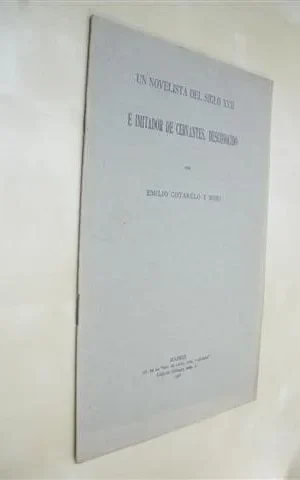 UN NOVELISTA DEL SIGLO XVII
É IMITADOR DE CERVANTES, DESCONOCIDO
POR
EMILIO COTARELO Y MORI
MADRID